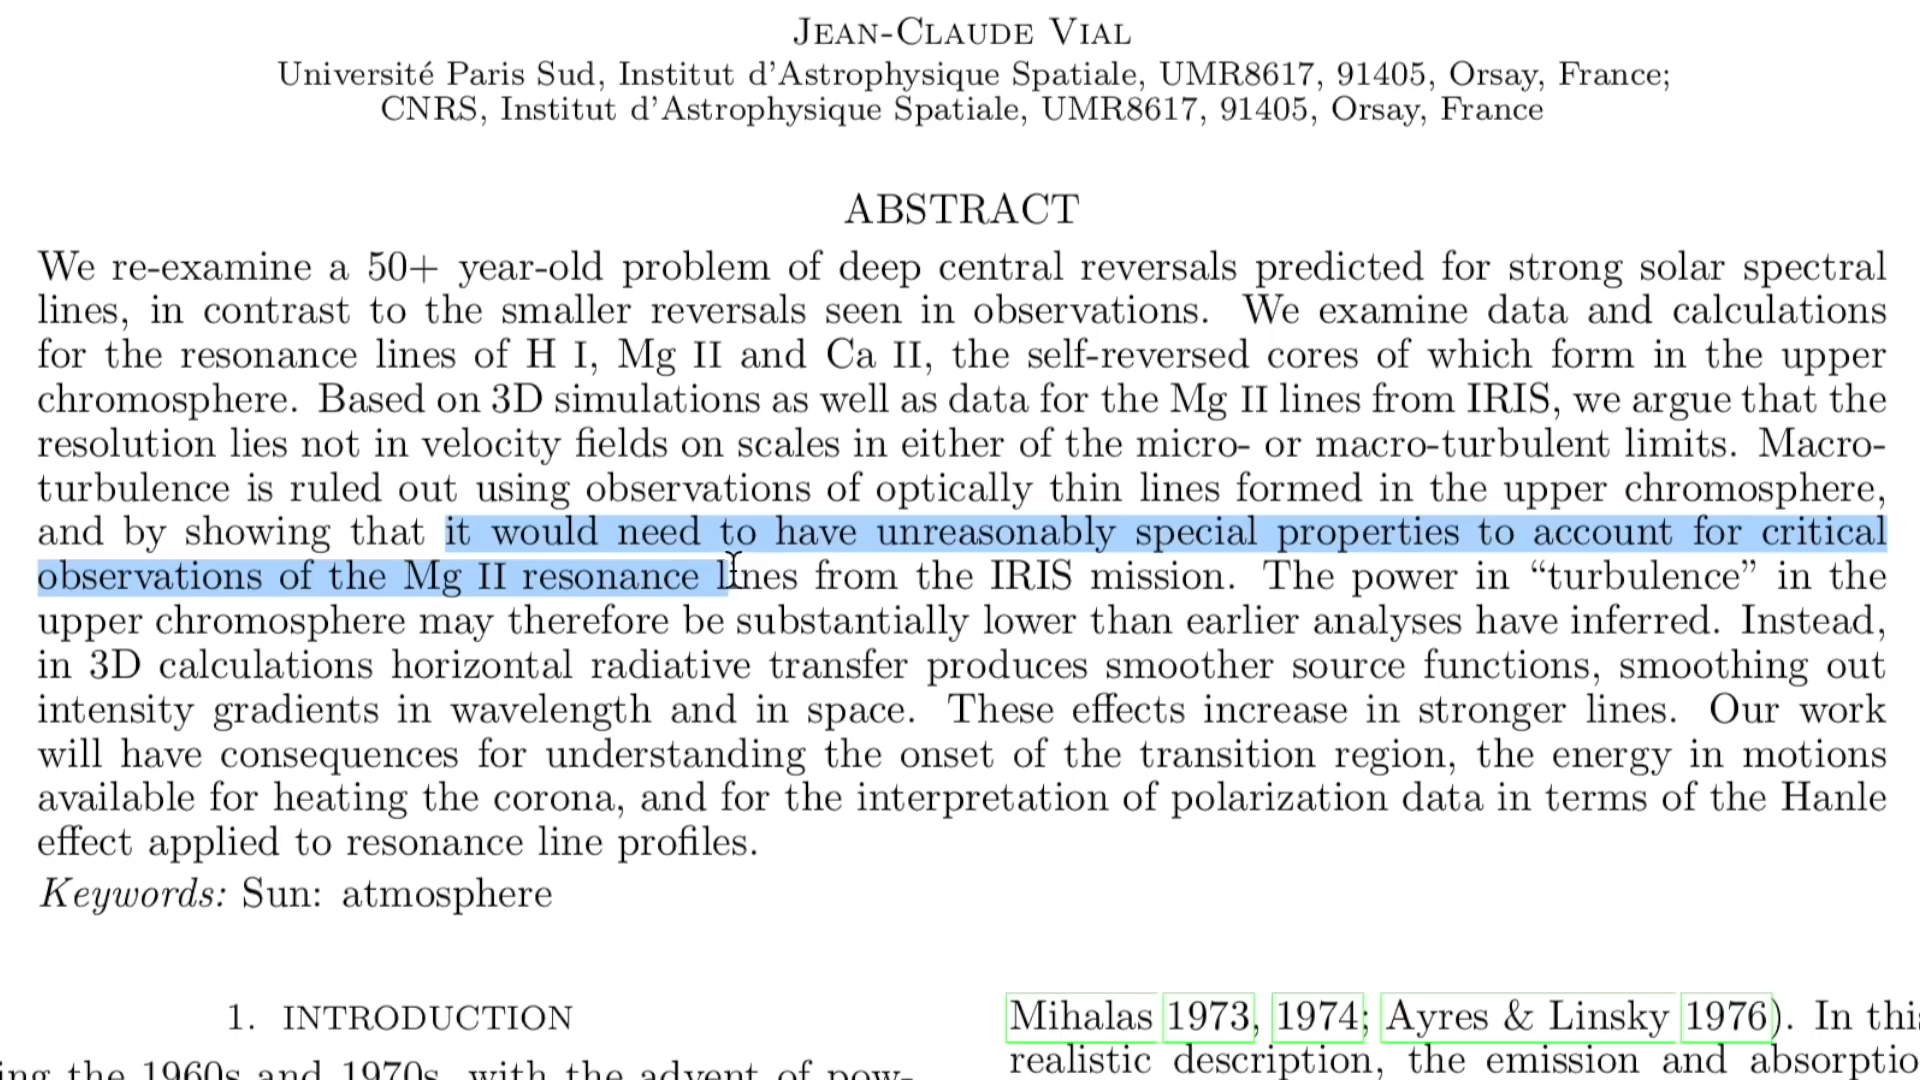 JEAN-CLAUDE VIAL
Université Paris Sud, Institut d'Astrophysique Spatiale, UMR8617, 91405, Orsay, France;
CNRS, Institut d'Astrophysique Spatiale, UMR8617, 91405, Orsay, France
ABSTRACT
We re-examine a 50+ year-old problem of deep central reversals predicted for strong solar spectral
lines, in contrast to the smaller reversals seen in observations. We examine data and calculations
for the resonance lines of H I, Mg II and Ca II, the self-reversed cores of which form in the upper
chromosphere. Based on 3D simulations as well as data for the Mg II lines from IRIS, we argue that the
resolution lies not in velocity fields on scales in either of the micro- or macro-turbulent limits. Macro-
turbulence is ruled out using observations of optically thin lines formed in the upper chromosphere,
and by showing that it would need to have unreasonably special properties to account for critical
observations of the Mg II resonance lines from the IRIS mission. The power in “turbulence” in the
upper chromosphere may therefore be substantially lower than earlier analyses have inferred. Instead,
in 3D calculations horizontal radiative transfer produces smoother source functions, smoothing out
intensity gradients in wavelength and in space. These effects increase in stronger lines. Our work
will have consequences for understanding the onset of the transition region, the energy in motions
available for heating the corona, and for the interpretation of polarization data in terms of the Hanle
effect applied to resonance line profiles.
Keywords: Sun: atmosphere
1. INTRODUCTION
ing the 1960s and 1970s, with the advent of pow-
Mihalas 1973, 1974; Ayres & Linsky 1976). In this
realistic description, the emission and absorptio